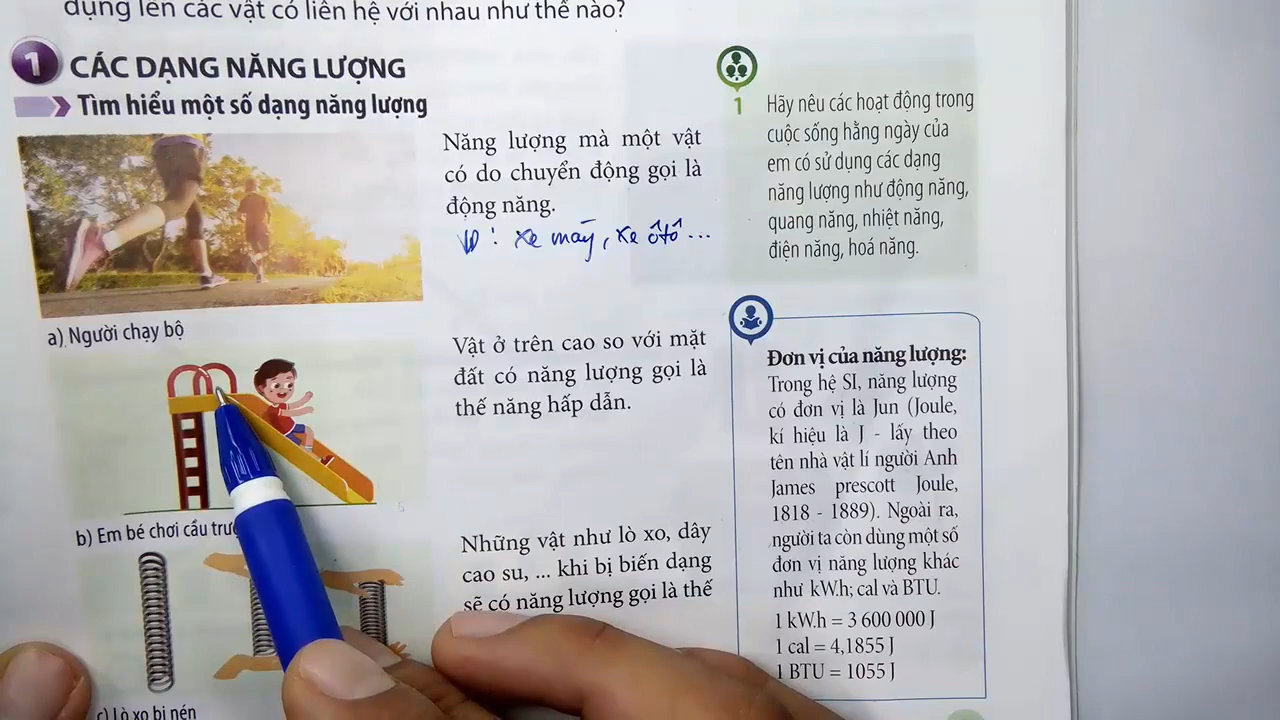 dụng lên các vật có liên hệ với nhau như thế nào?
1 CÁC DẠNG NĂNG LƯỢNG
Tìm hiểu một số dạng năng lượng
Năng lượng mà một vật
có do chuyển động gọi là
động năng.
VD : xe máy, xe ôtô ...
a) Người chạy bộ
Vật ở trên cao so với mặt
đất có năng lượng gọi là
thế năng hấp dẫn.
b) Em bé chơi cầu
Những vật như lò xo, dây
cao su, ... khi bị biến dạng
sẽ có năng lượng gọi là thế
c) Lò xo bị nén
1 Hãy nêu các hoạt động trong
cuộc sống hằng ngày của
em có sử dụng các dạng
năng lượng như động năng,
quang năng, nhiệt năng,
điện năng, hoá năng.
Đơn vị của năng lượng:
Trong hệ SI, năng lượng
có đơn vị là Jun (Joule,
kí hiệu là J - lấy theo
tên nhà vật lí người Anh
James prescott Joule,
1818 - 1889). Ngoài ra,
người ta còn dùng một số
đơn vị năng lượng khác
như kW.h; cal và BTU.
1 kW.h = 3 600 000 J
1 cal = 4,1855 J
1 BTU = 1055 J